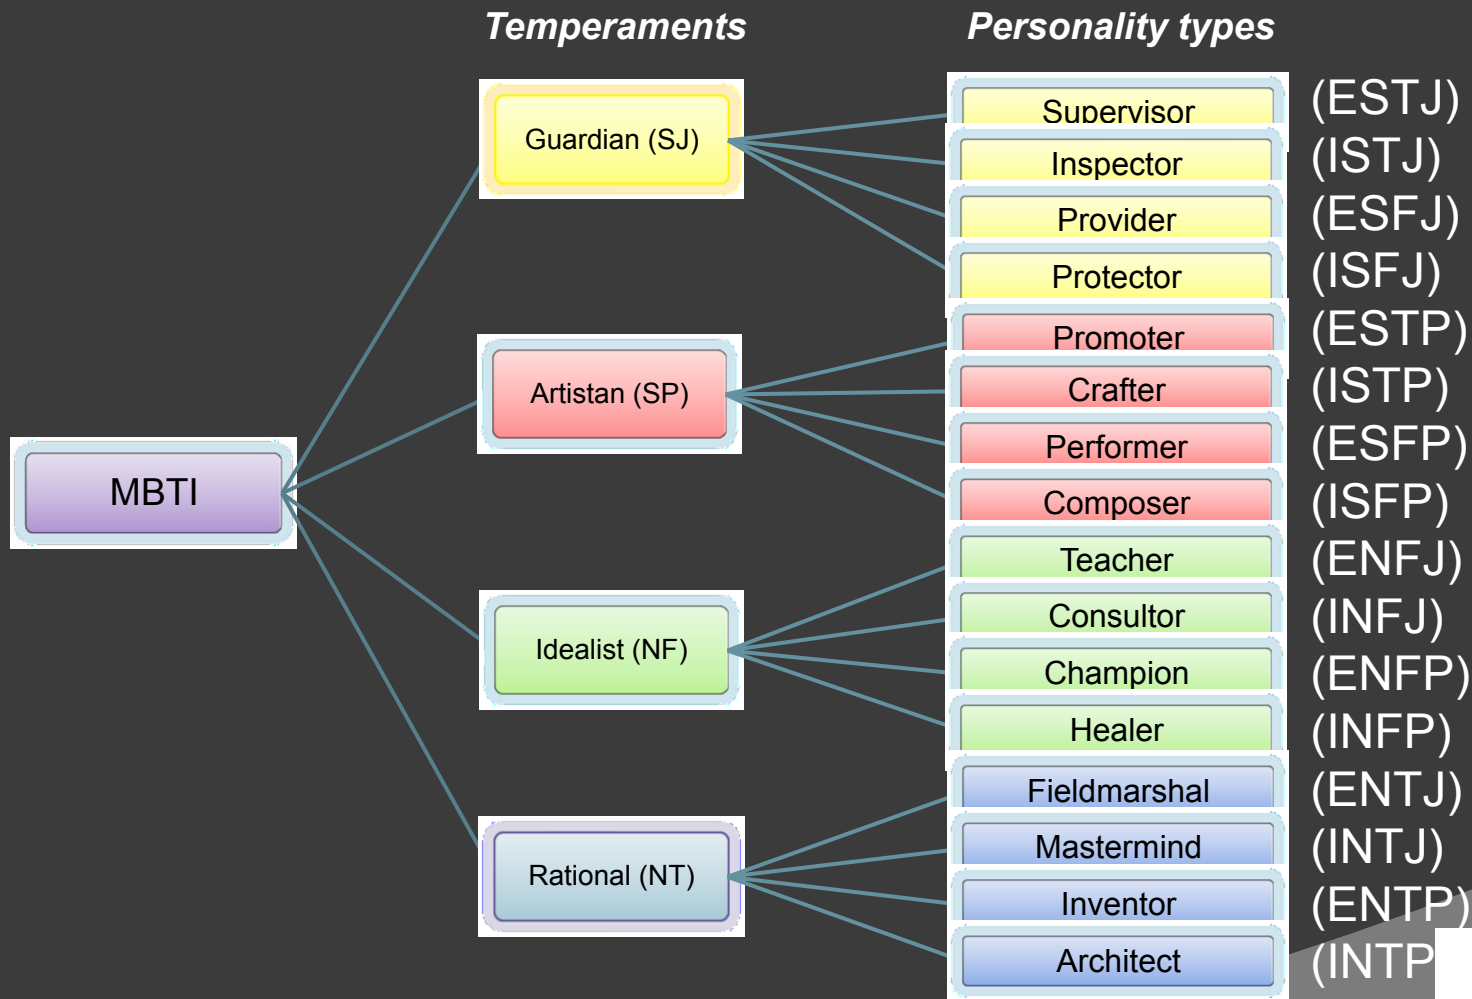 Temperaments
Personality types
MBTI
Guardian (SJ)
Supervisor (ESTJ)
Inspector (ISTJ)
Provider (ESFJ)
Protector (ISFJ)
Artistan (SP)
Promoter (ESTP)
Crafter (ISTP)
Performer (ESFP)
Composer (ISFP)
Idealist (NF)
Teacher (ENFJ)
Consultor (INFJ)
Champion (ENFP)
Healer (INFP)
Rational (NT)
Fieldmarshal (ENTJ)
Mastermind (INTJ)
Inventor (ENTP)
Architect (INTP